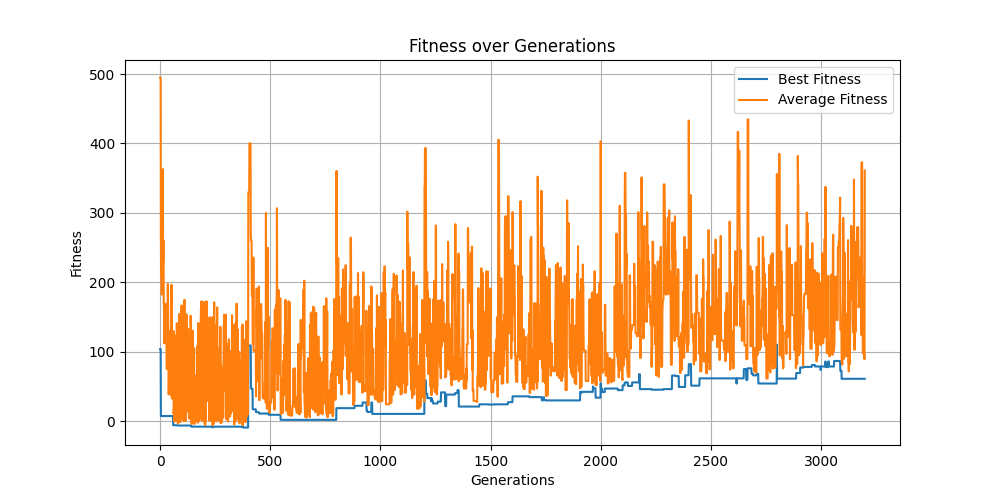 Fitness over Generations
Best Fitness
Average Fitness
Fitness
500
400
300
200
100
0
0 500 1000 1500 2000 2500 3000
Generations